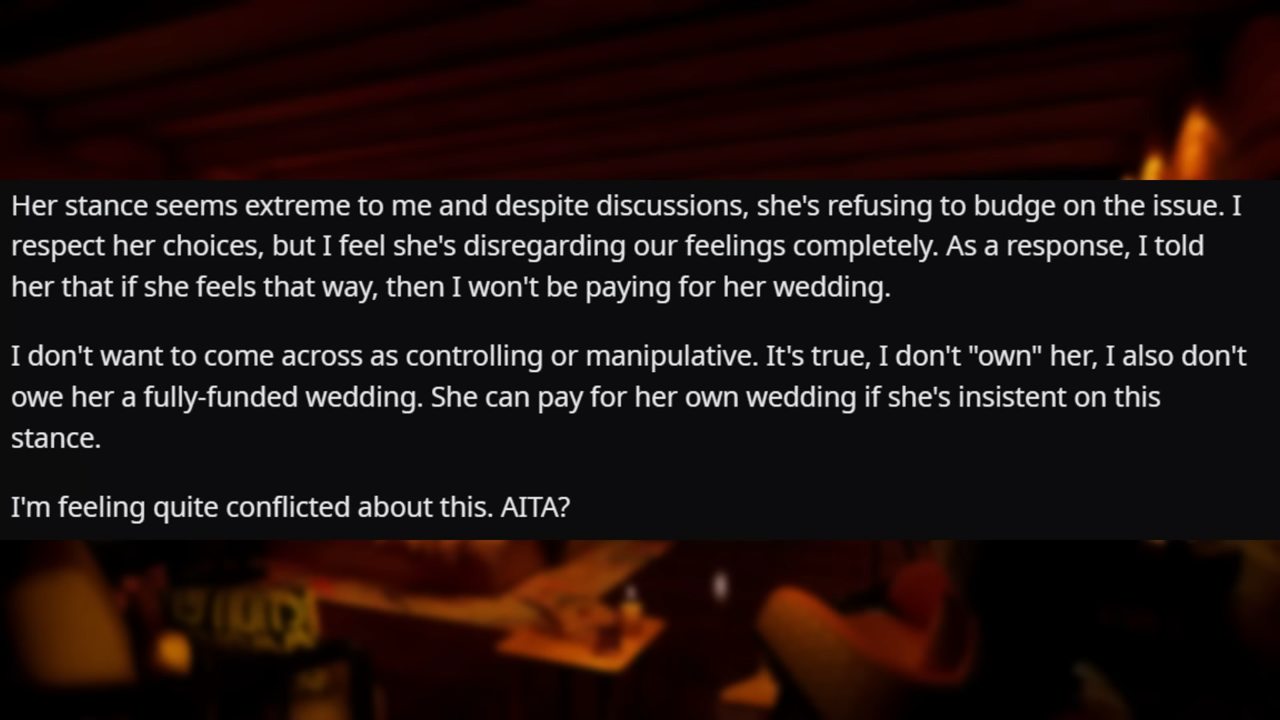 Her stance seems extreme to me and despite discussions, she's refusing to budge on the issue. I
respect her choices, but I feel she's disregarding our feelings completely. As a response, I told
her that if she feels that way, then I won't be paying for her wedding.
I don't want to come across as controlling or manipulative. It's true, I don't "own" her, I also don't
owe her a fully-funded wedding. She can pay for her own wedding if she's insistent on this
stance.
I'm feeling quite conflicted about this. AITA?